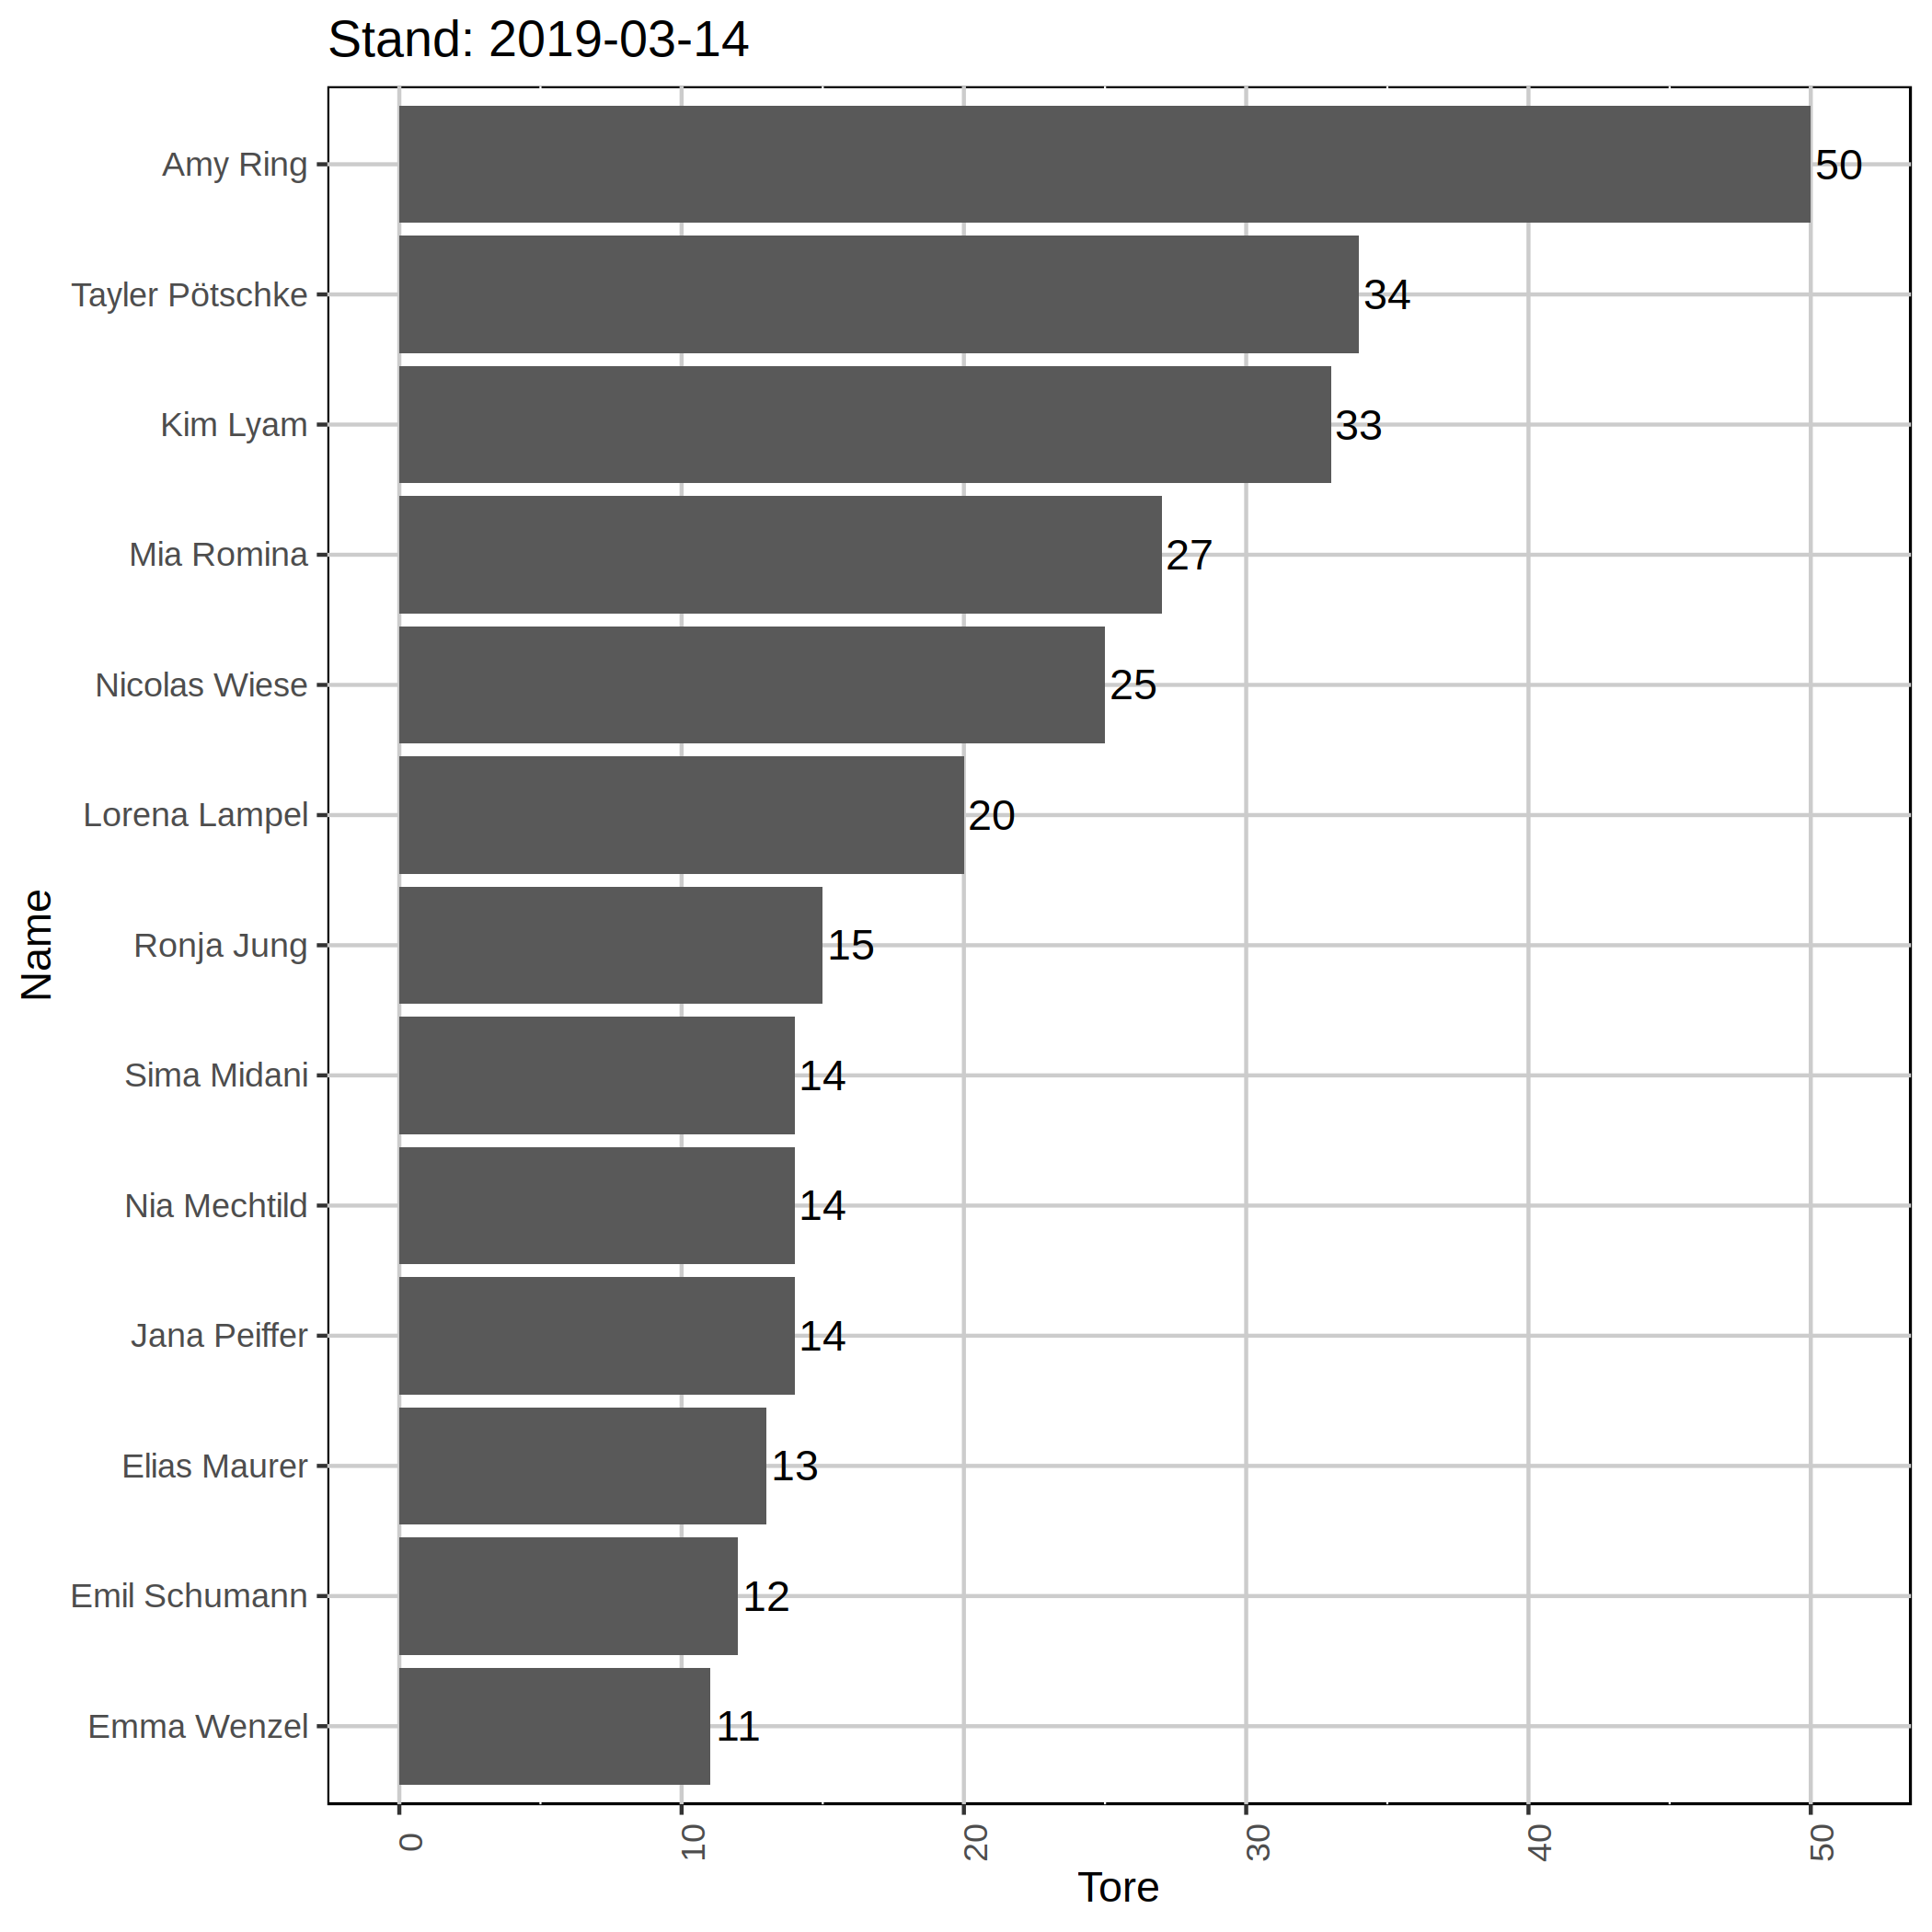 Stand: 2019-03-14
Name
Amy Ring 50
Tayler Pötschke 34
Kim Lyam 33
Mia Romina 27
Nicolas Wiese 25
Lorena Lampel 20
Ronja Jung 15
Sima Midani 14
Nia Mechtild 14
Jana Peiffer 14
Elias Maurer 13
Emil Schumann 12
Emma Wenzel 11
0 10 20 30 40 50
Tore